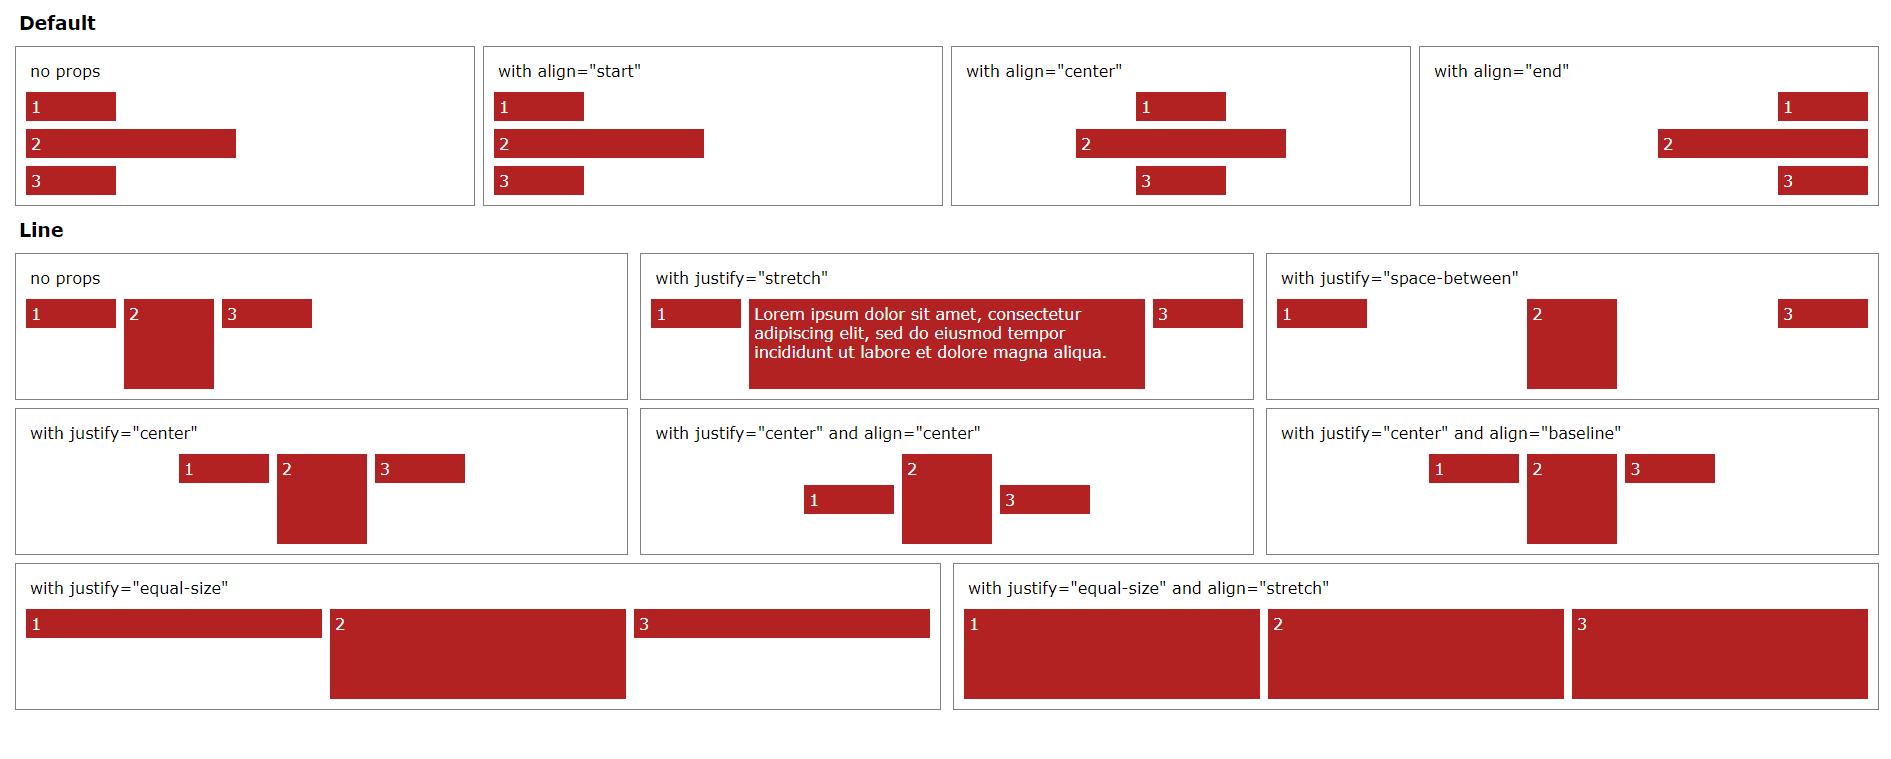 Default
no props
1
2
3
with align="start"
1
2
3
with align="center"
1
2
3
with align="end"
1
2
3
Line
no props
1 2 3
with justify="stretch"
1
Lorem ipsum dolor sit amet, consectetur
adipiscing elit, sed do eiusmod tempor
incididunt ut labore et dolore magna aliqua.
3
with justify="space-between"
1 2 3
with justify="center"
1 2 3
with justify="center" and align="center"
2
1 3
with justify="center" and align="baseline"
1 2 3
with justify="equal-size"
1 2 3
with justify="equal-size" and align="stretch"
1 2 3